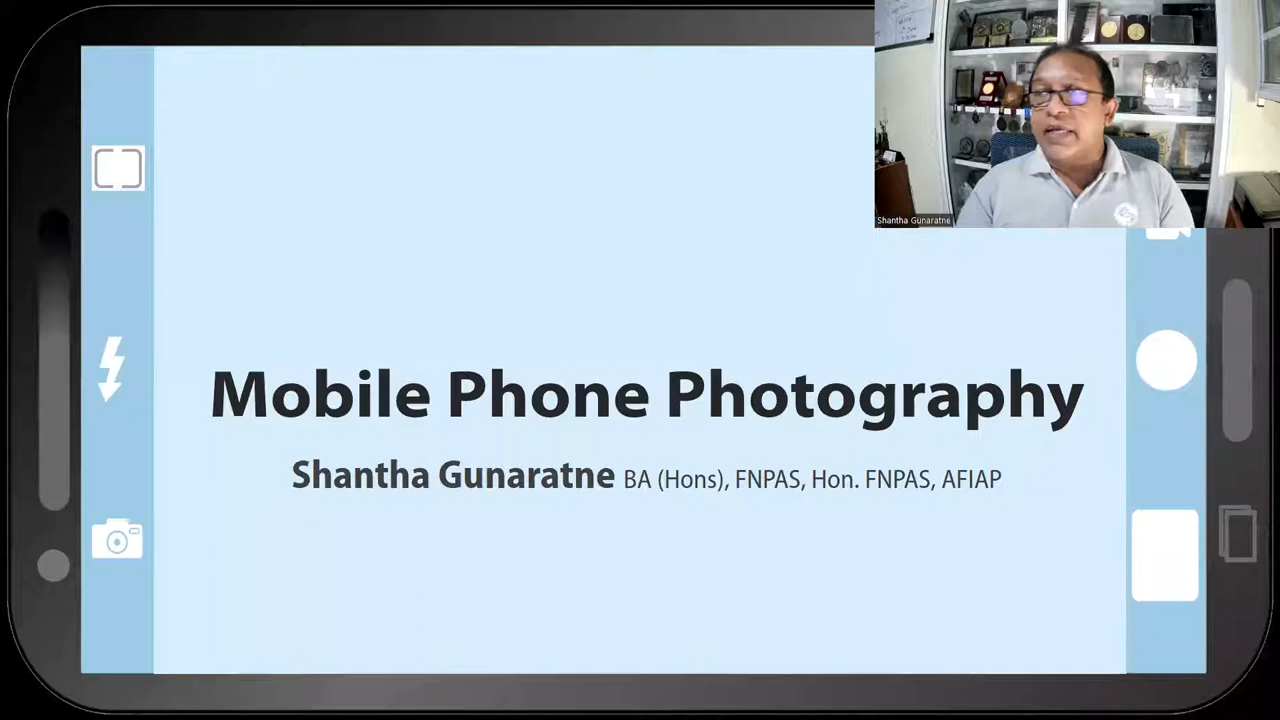 Mobile Phone Photography
Shantha Gunaratne BA (Hons), FNPAS, Hon. FNPAS, AFIAP
Shantha Gunaratne